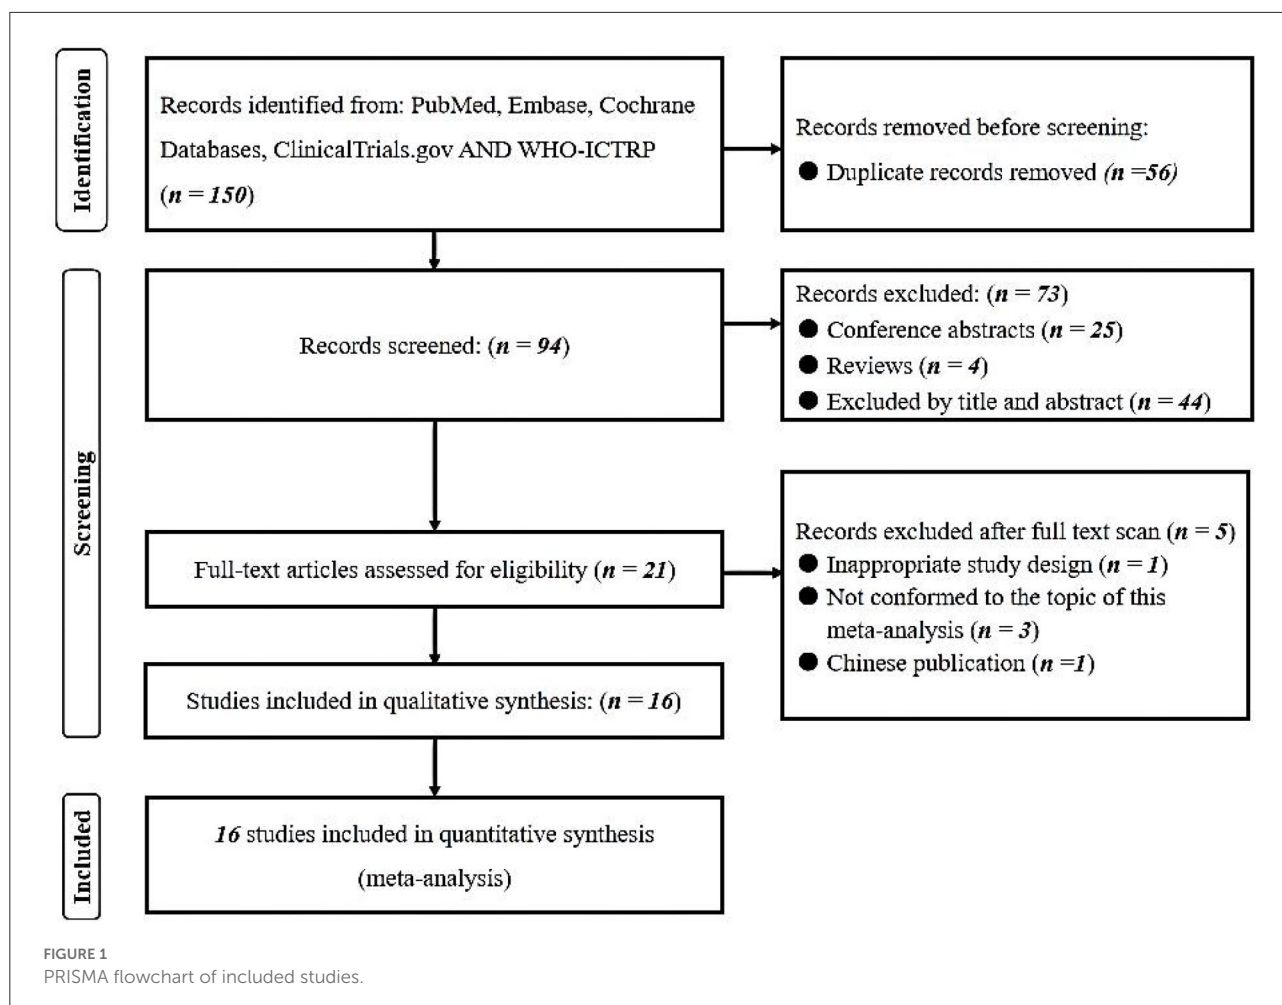 Identification
Records identified from: PubMed, Embase, Cochrane
Databases, ClinicalTrials.gov AND WHO-ICTRP
(n = 150)
Records removed before screening:
● Duplicate records removed (n =56)
Screening
Records screened: (n = 94)
Records excluded: (n = 73)
● Conference abstracts (n = 25)
● Reviews (n = 4)
● Excluded by title and abstract (n = 44)
Full-text articles assessed for eligibility (n = 21)
Records excluded after full text scan (n = 5)
● Inappropriate study design (n = 1)
● Not conformed to the topic of this
meta-analysis (n = 3)
● Chinese publication (n =1)
Studies included in qualitative synthesis: (n = 16)
Included
16 studies included in quantitative synthesis
(meta-analysis)
FIGURE 1
PRISMA flowchart of included studies.